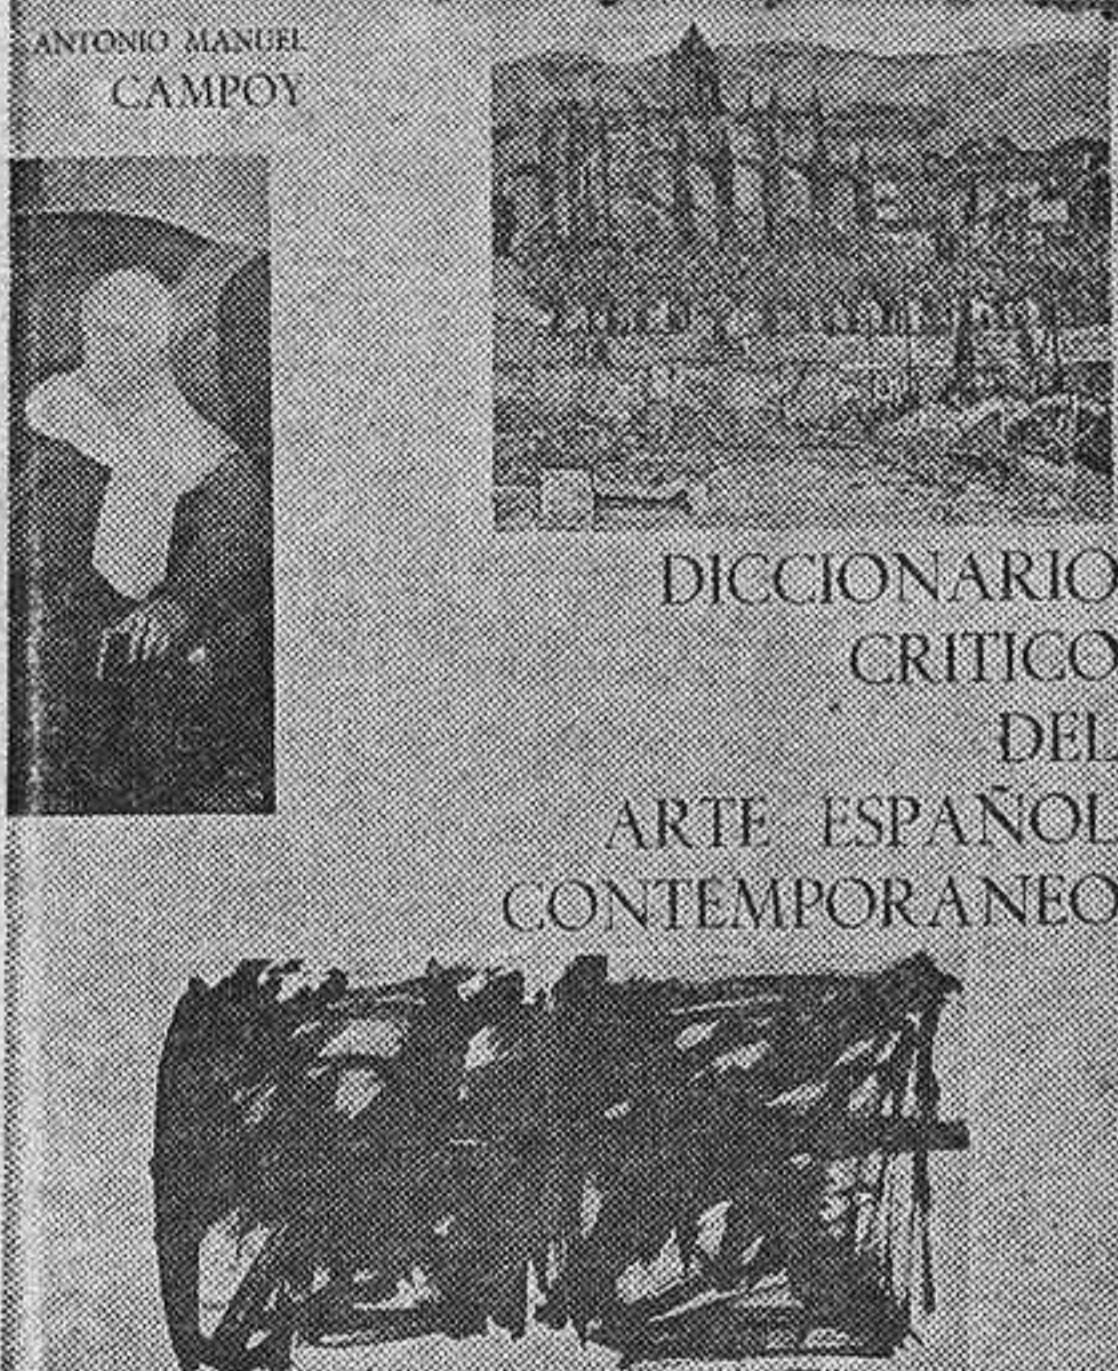 ANTONIO MANUEL
CAMPOY
DICCIONARIO
CRITICO
DEL
ARTE ESPAÑOL
CONTEMPORANEO